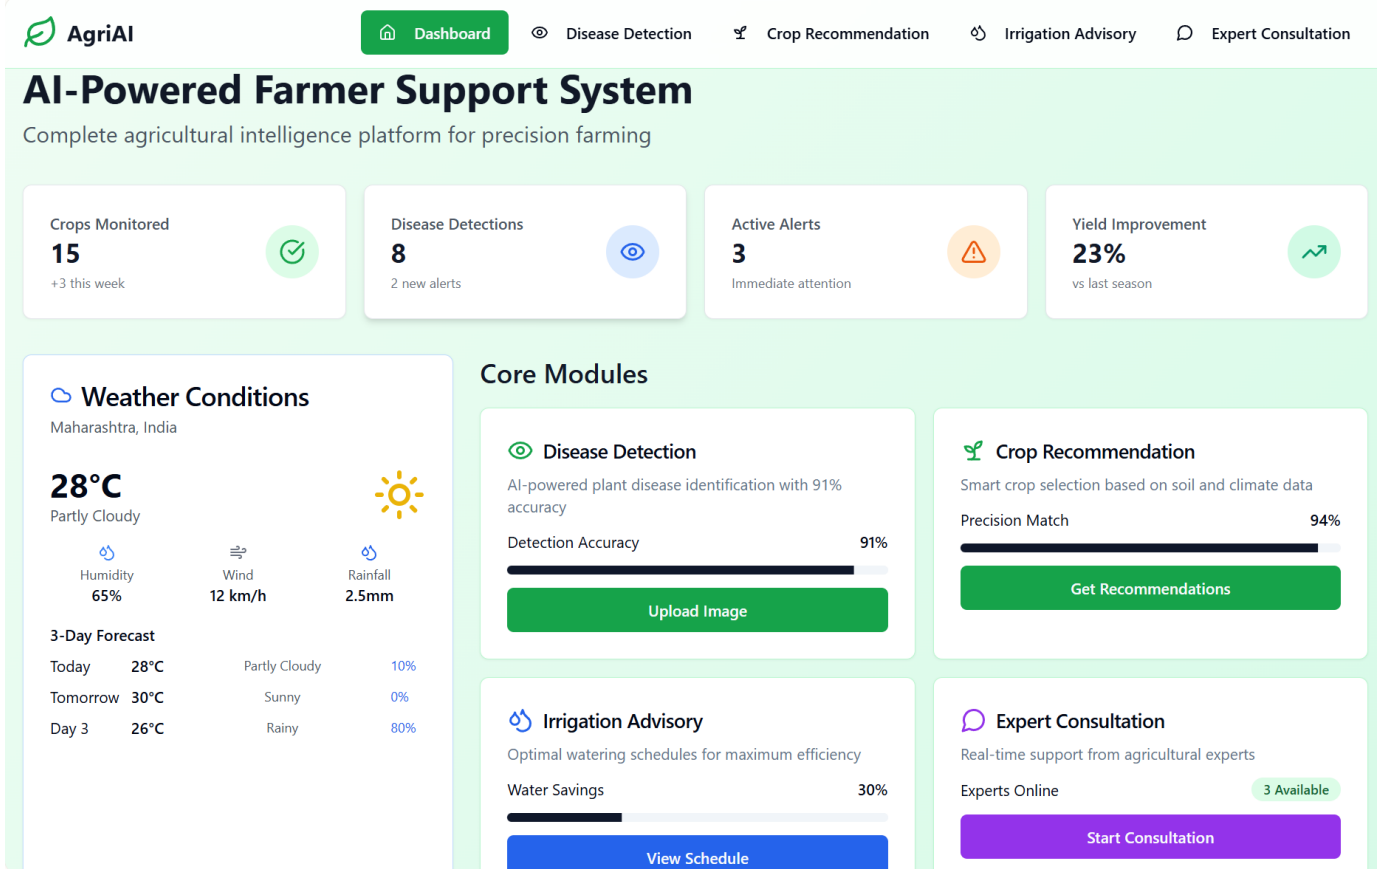 AgriAI
Dashboard
Disease Detection
Crop Recommendation
Irrigation Advisory
Expert Consultation
AI-Powered Farmer Support System
Complete agricultural intelligence platform for precision farming
Crops Monitored
15
+3 this week
Disease Detections
8
2 new alerts
Active Alerts
3
Immediate attention
Yield Improvement
23%
vs last season
Weather Conditions
Maharashtra, India
28°C
Partly Cloudy
Humidity
65%
Wind
12 km/h
Rainfall
2.5mm
3-Day Forecast
Today 28°C Partly Cloudy 10%
Tomorrow 30°C Sunny 0%
Day 3 26°C Rainy 80%
Core Modules
Disease Detection
AI-powered plant disease identification with 91%
accuracy
Detection Accuracy 91%
Upload Image
Crop Recommendation
Smart crop selection based on soil and climate data
Precision Match 94%
Get Recommendations
Irrigation Advisory
Optimal watering schedules for maximum efficiency
Water Savings 30%
View Schedule
Expert Consultation
Real-time support from agricultural experts
Experts Online 3 Available
Start Consultation